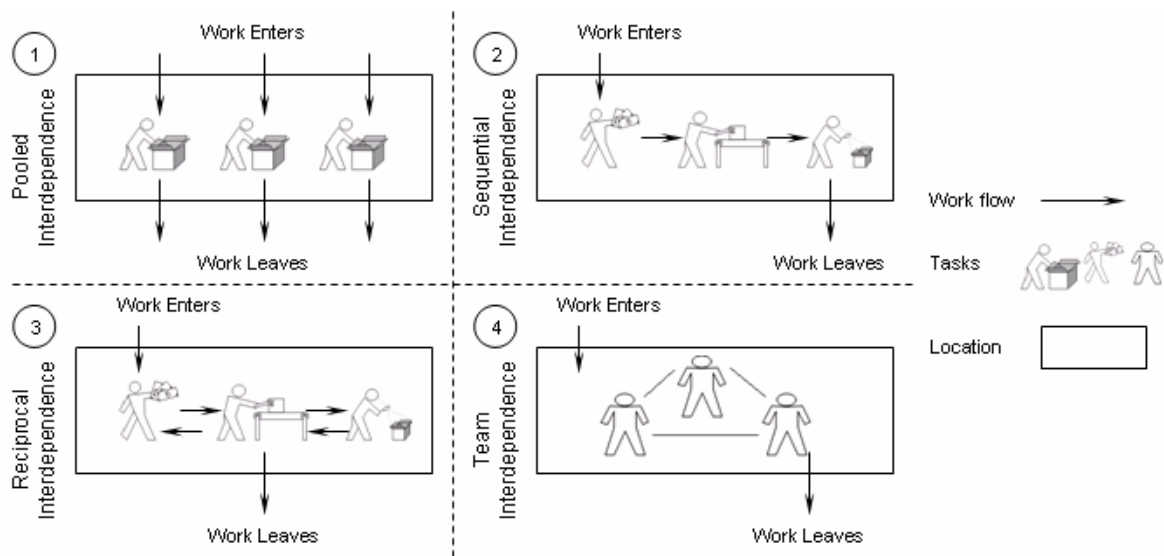 1
Work Enters
Pooled
Interdependence
Work Leaves
2
Work Enters
Sequential
Interdependence
Work Leaves
3
Work Enters
Reciprocal
Interdependence
Work Leaves
4
Work Enters
Team
Interdependence
Work Leaves
Work flow
Tasks
Location